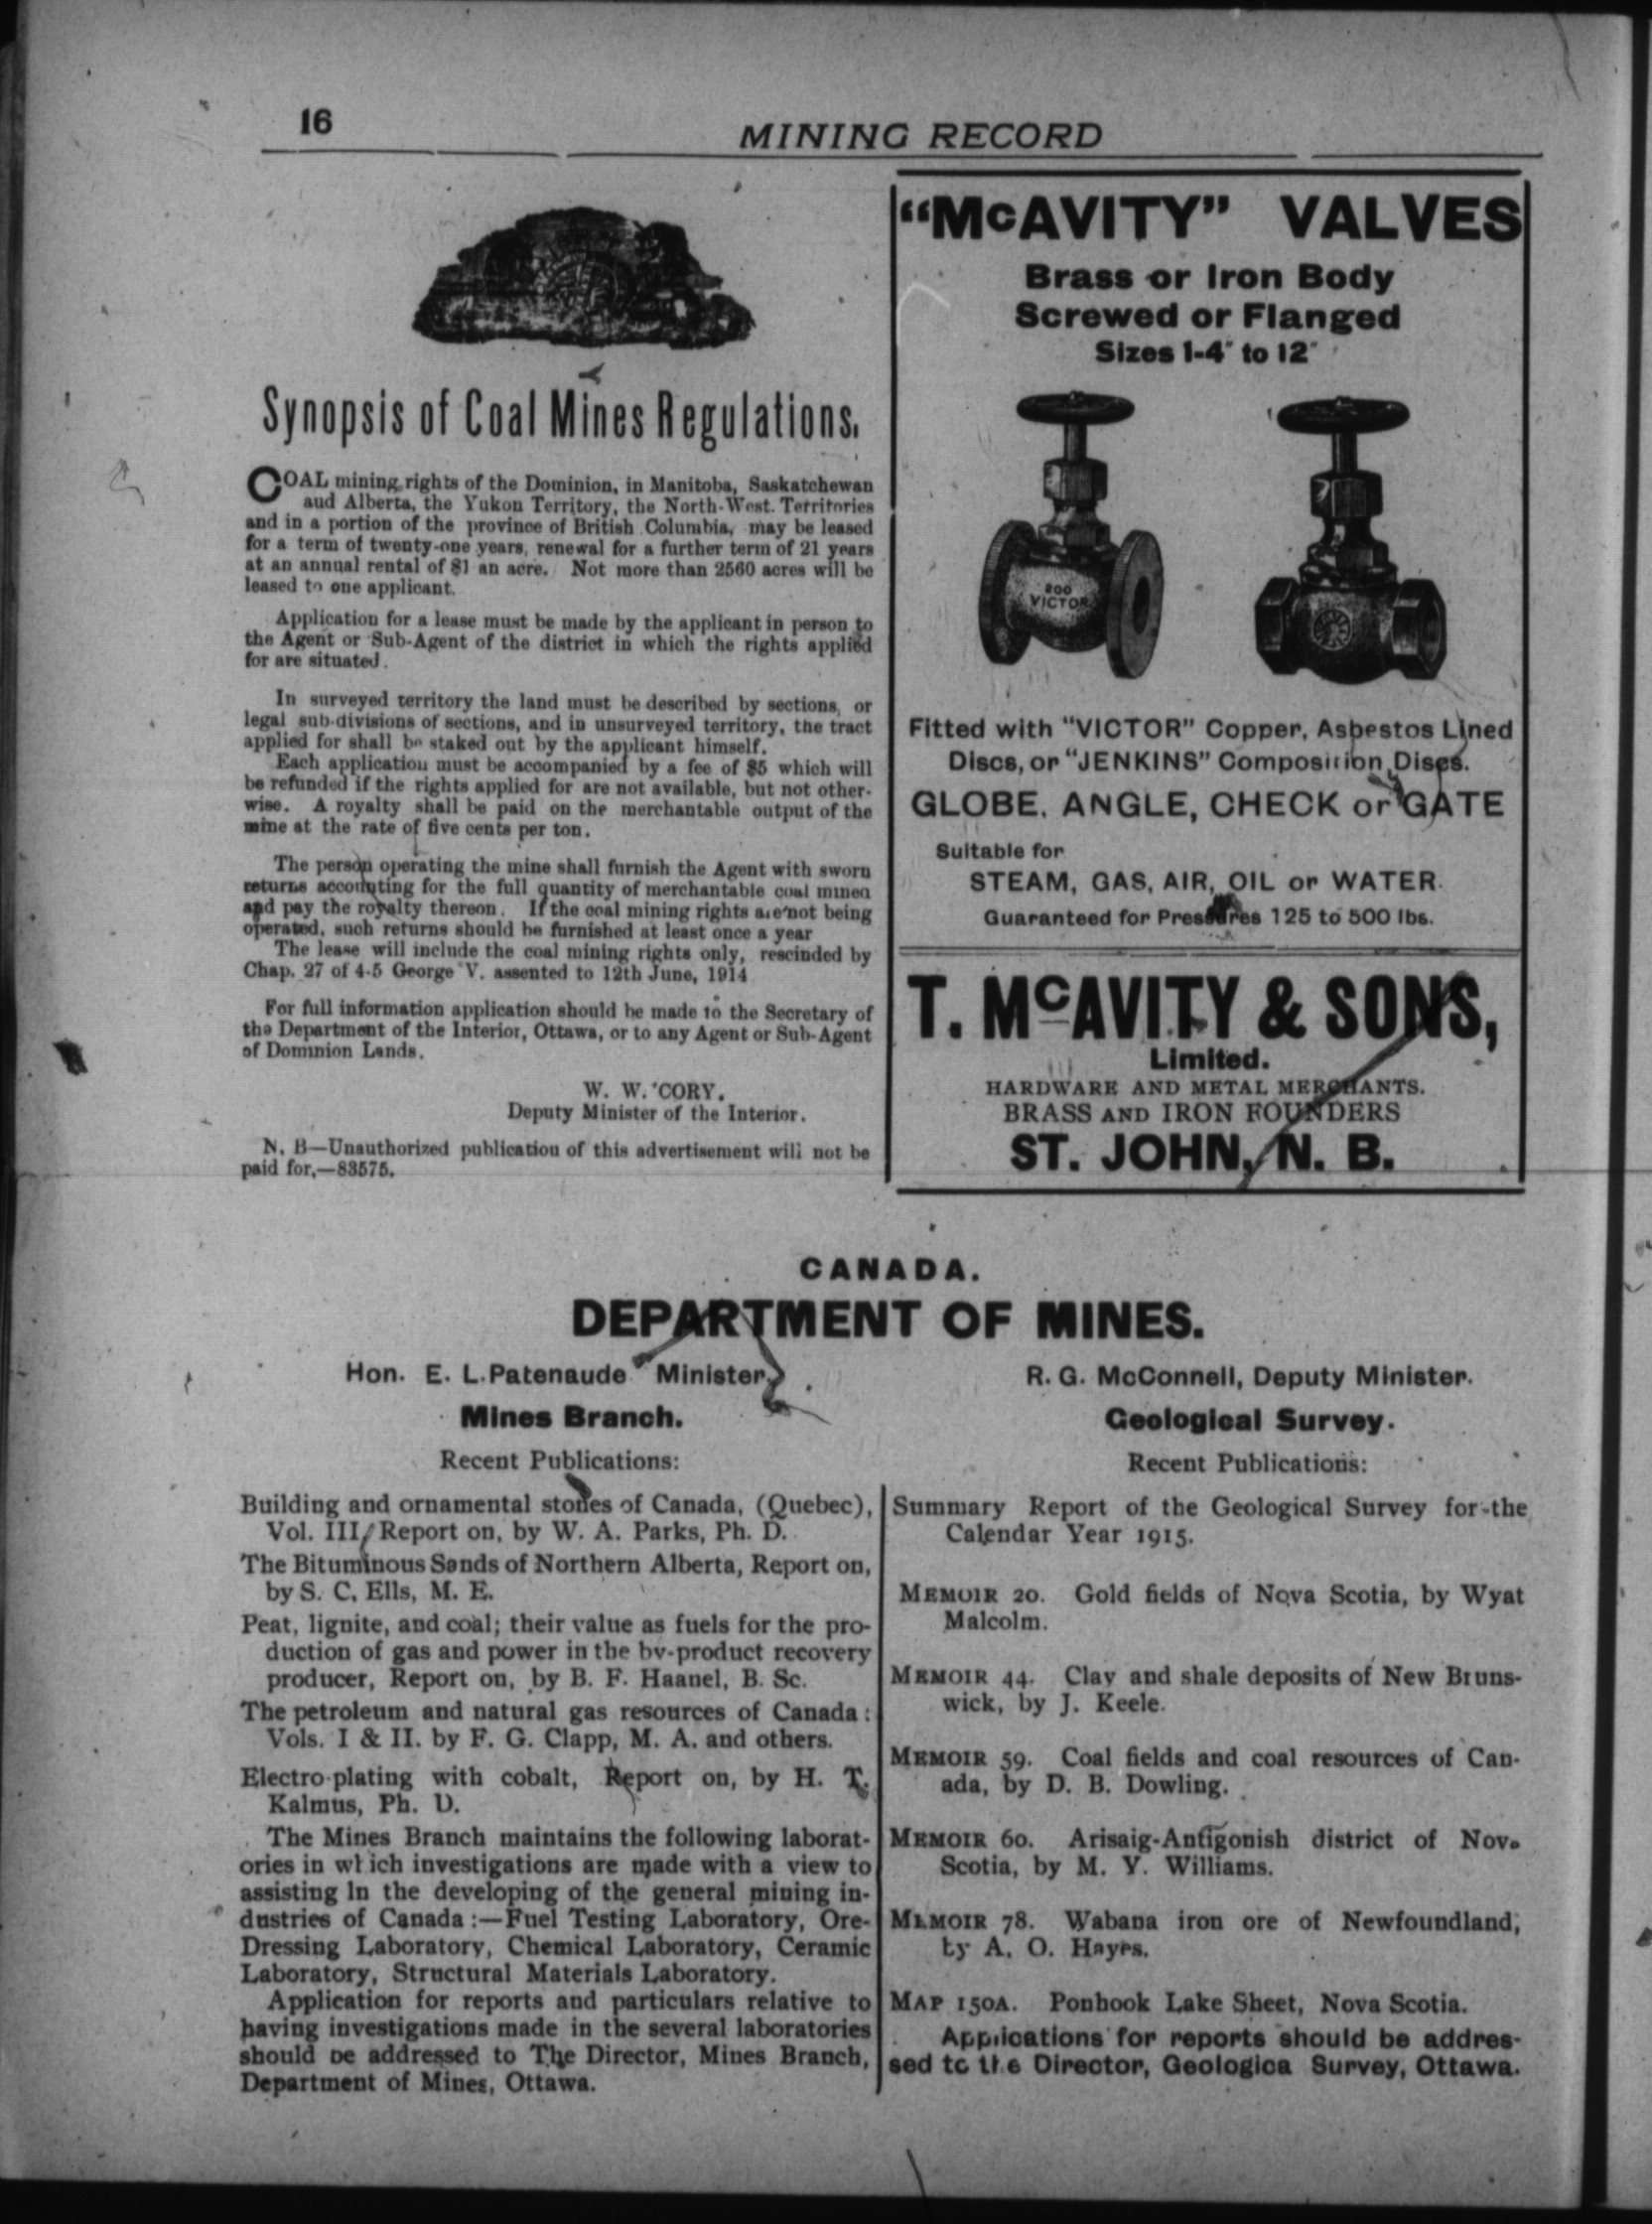 16
MINING RECORD
Synopsis of Coal Mines Regulations.
COAL mining rights of the Dominion, in Manitoba, Saskatchewan
aud Alberta, the Yukon Territory, the North-West Territories
and in a portion of the province of British Columbia, may be leased
for a term of twenty-one years, renewal for a further term of 21 years
at an annual rental of $1 an acre. Not more than 2560 acres will be
leased to one applicant.
Application for a lease must be made by the applicant in person to
the Agent or Sub-Agent of the district in which the rights applied
for are situated.
In surveyed territory the land must be described by sections, or
legal sub-divisions of sections, and in unsurveyed territory, the tract
applied for shall be staked out by the applicant himself.
Each application must be accompanied by a fee of $5 which will
be refunded if the rights applied for are not available, but not other-
wise. A royalty shall be paid on the merchantable output of the
mine at the rate of five cents per ton.
The person operating the mine shall furnish the Agent with sworn
returns accounting for the full quantity of merchantable coal mined
and pay the royalty thereon. If the coal mining rights are not being
operated, such returns should be furnished at least once a year
The lease will include the coal mining rights only, rescinded by
Chap. 27 of 4-5 George V. assented to 12th June, 1914
For full information application should be made to the Secretary of
the Department of the Interior, Ottawa, or to any Agent or Sub-Agent
of Dominion Lands.
W. W. CORY.
Deputy Minister of the Interior.
N. B—Unauthorized publication of this advertisement will not be
paid for,—83575.
"McAVITY" VALVES
Brass or Iron Body
Screwed or Flanged
Sizes 1-4" to 12"
200
VICTOR
Fitted with "VICTOR" Copper, Asbestos Lined
Discs, or "JENKINS" Composition Discs.
GLOBE, ANGLE, CHECK or GATE
Suitable for
STEAM, GAS, AIR, OIL or WATER.
Guaranteed for Pressures 125 to 500 lbs.
T. McAVITY & SONS,
Limited.
HARDWARE AND METAL MERCHANTS.
BRASS AND IRON FOUNDERS
ST. JOHN, N. B.
CANADA.
DEPARTMENT OF MINES.
Hon. E. L. Patenaude Minister,
Mines Branch.
Recent Publications:
Building and ornamental stones of Canada, (Quebec),
Vol. III, Report on, by W. A. Parks, Ph. D.
The Bituminous Sands of Northern Alberta, Report on,
by S. C. Ells, M. E.
Peat, lignite, and coal; their value as fuels for the pro-
duction of gas and power in the by-product recovery
producer, Report on, by B. F. Haanel, B. Sc.
The petroleum and natural gas resources of Canada:
Vols. I & II. by F. G. Clapp, M. A. and others.
Electro-plating with cobalt, Report on, by H. T.
Kalmus, Ph. D.
The Mines Branch maintains the following laborat-
ories in which investigations are made with a view to
assisting In the developing of the general mining in-
dustries of Canada:—Fuel Testing Laboratory, Ore-
Dressing Laboratory, Chemical Laboratory, Ceramic
Laboratory, Structural Materials Laboratory.
Application for reports and particulars relative to
having investigations made in the several laboratories
should be addressed to The Director, Mines Branch,
Department of Mines, Ottawa.
R. G. McConnell, Deputy Minister.
Geological Survey.
Recent Publications:
Summary Report of the Geological Survey for the
Calendar Year 1915.
MEMOIR 20. Gold fields of Nova Scotia, by Wyat
Malcolm.
MEMOIR 44. Clay and shale deposits of New Bruns-
wick, by J. Keele.
MEMOIR 59. Coal fields and coal resources of Can-
ada, by D. B. Dowling.
MEMOIR 60. Arisaig-Antigonish district of Nova
Scotia, by M. Y. Williams.
MEMOIR 78. Wabana iron ore of Newfoundland,
by A. O. Hayes.
MAP 150A. Ponhook Lake Sheet, Nova Scotia.
Applications for reports should be addres-
sed to the Director, Geologica Survey, Ottawa.